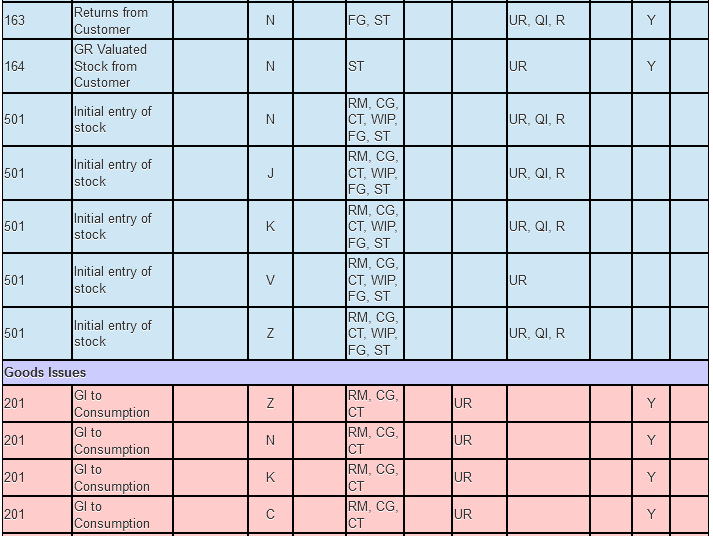 163 Returns from Customer N FG, ST UR, QI, R Y
164 GR Valuated Stock from Customer N ST UR Y
501 Initial entry of stock N RM, CG, CT, WIP, FG, ST UR, QI, R
501 Initial entry of stock J RM, CG, CT, WIP, FG, ST UR, QI, R
501 Initial entry of stock K RM, CG, CT, WIP, FG, ST UR, QI, R
501 Initial entry of stock V RM, CG, CT, WIP, FG, ST UR
501 Initial entry of stock Z RM, CG, CT, WIP, FG, ST UR, QI, R
Goods Issues
201 GI to Consumption Z RM, CG, CT UR Y
201 GI to Consumption N RM, CG, CT UR Y
201 GI to Consumption K RM, CG, CT UR Y
201 GI to Consumption C RM, CG, CT UR Y